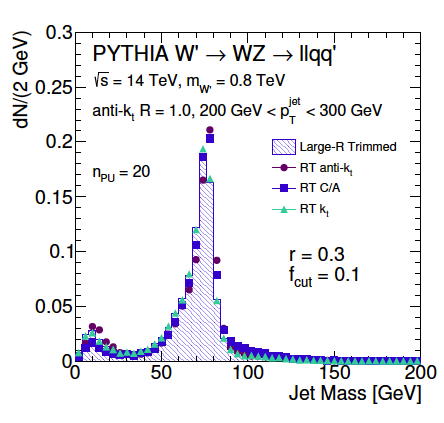 PYTHIA W' → WZ → llqq'
√s = 14 TeV, m_W' = 0.8 TeV
anti-k_t R = 1.0, 200 GeV < p_T^jet < 300 GeV
n_PU = 20
Large-R Trimmed
RT anti-k_t
RT C/A
RT k_t
r = 0.3
f_cut = 0.1
dN/(2 GeV)
0.3
0.25
0.2
0.15
0.1
0.05
0
0 50 100 150 200
Jet Mass [GeV]